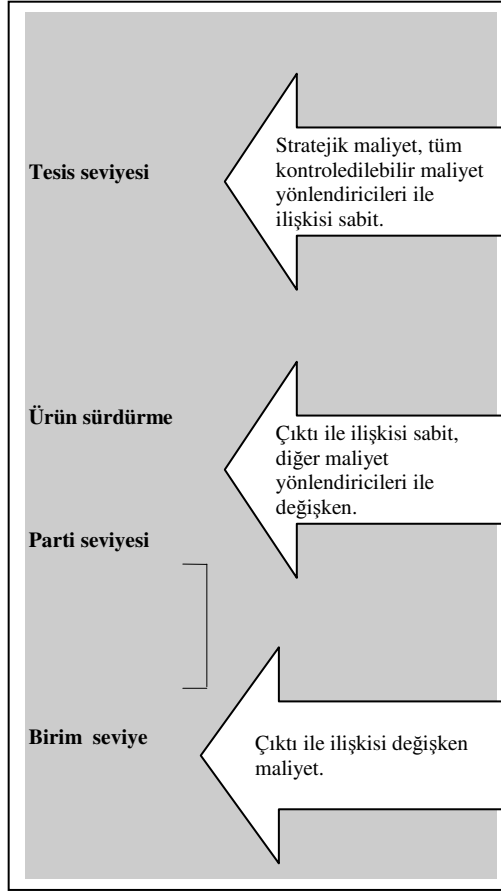 Tesis seviyesi
Stratejik maliyet, tüm
kontroledilebilir maliyet
yönlendiricileri ile
ilişkisi sabit.
Ürün sürdürme
Çıktı ile ilişkisi sabit,
diğer maliyet
yönlendiricileri ile
değişken.
Parti seviyesi
Birim seviye
Çıktı ile ilişkisi değişken
maliyet.